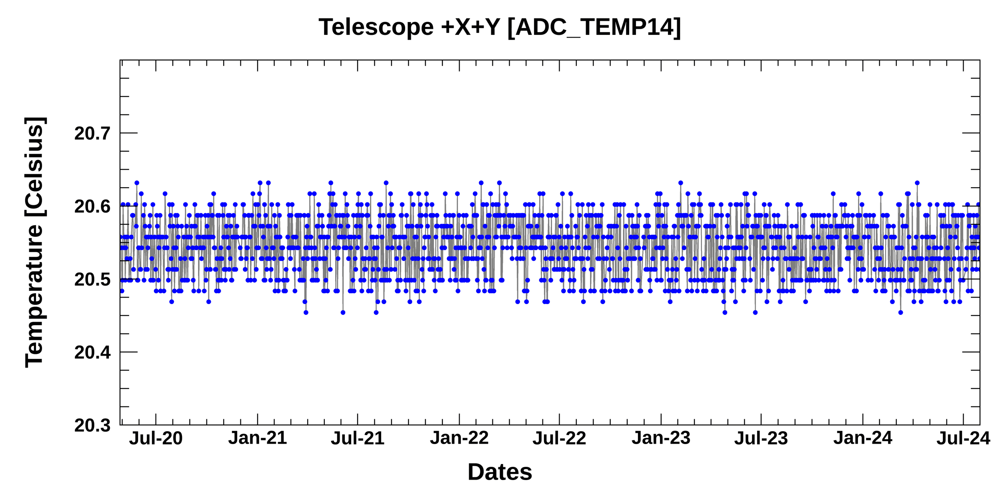 Telescope +X+Y [ADC_TEMP14]
Temperature [Celsius]
20.7
20.6
20.5
20.4
20.3
Jul-20 Jan-21 Jul-21 Jan-22 Jul-22 Jan-23 Jul-23 Jan-24 Jul-24
Dates